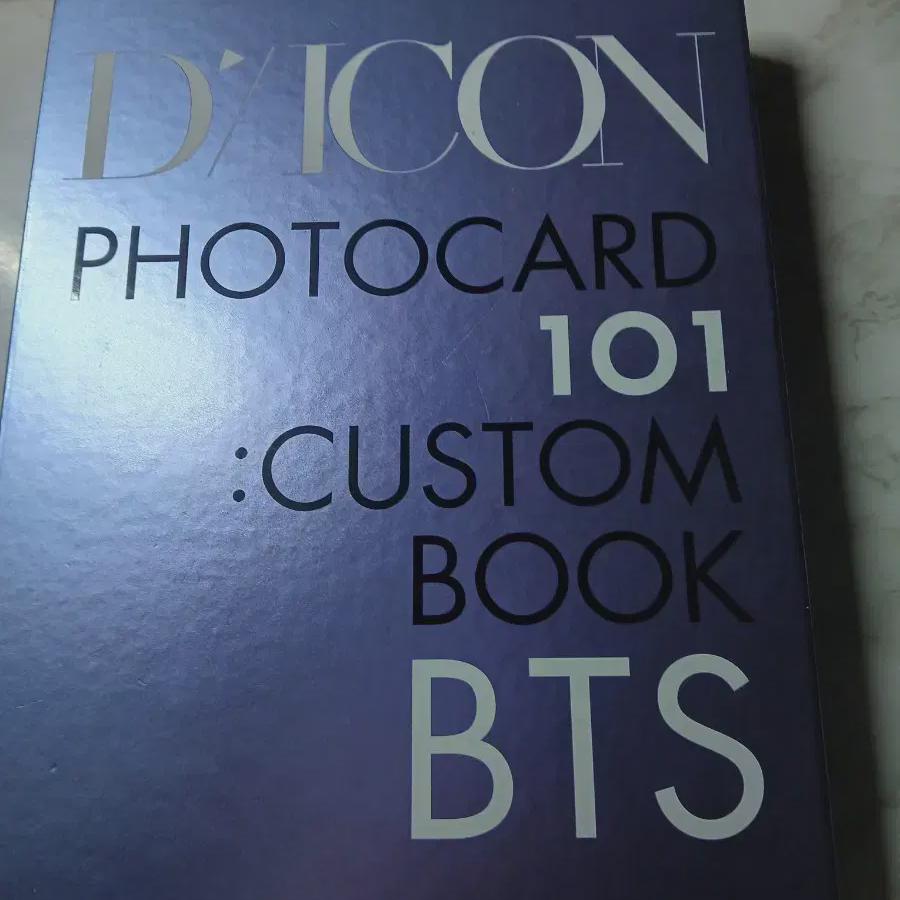 D'/ICON
PHOTOCARD
101
:CUSTOM
BOOK
BTS